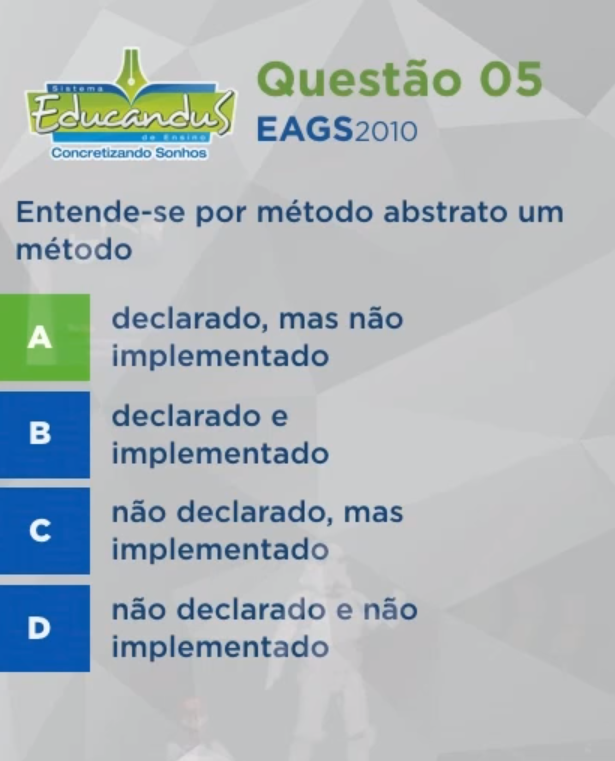 Sistema
Educandus
de Ensino
Concretizando Sonhos
Questão 05
EAGS2010
Entende-se por método abstrato um
método
A
declarado, mas não
implementado
B
declarado e
implementado
C
não declarado, mas
implementado
D
não declarado e não
implementado